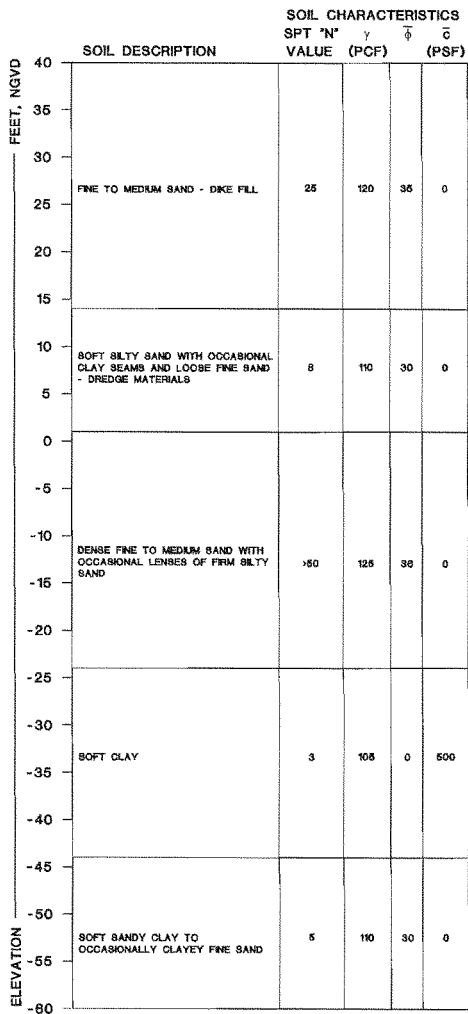 SOIL CHARACTERISTICS
SOIL DESCRIPTION
SPT "N" VALUE
γ (PCF)
φ̅
c̅ (PSF)
FEET, NGVD
ELEVATION
40
35
30
25
20
15
10
5
0
-5
-10
-15
-20
-25
-30
-35
-40
-45
-50
-55
-60
FINE TO MEDIUM SAND - DIKE FILL
25 120 35 0
SOFT SILTY SAND WITH OCCASIONAL
CLAY SEAMS AND LOOSE FINE SAND
- DREDGE MATERIALS
8 110 30 0
DENSE FINE TO MEDIUM SAND WITH
OCCASIONAL LENSES OF FIRM SILTY
SAND
>50 125 0
SOFT CLAY
3 105 0 500
SOFT SANDY CLAY TO
OCCASIONALLY CLAYEY FINE SAND
5 110 30 0